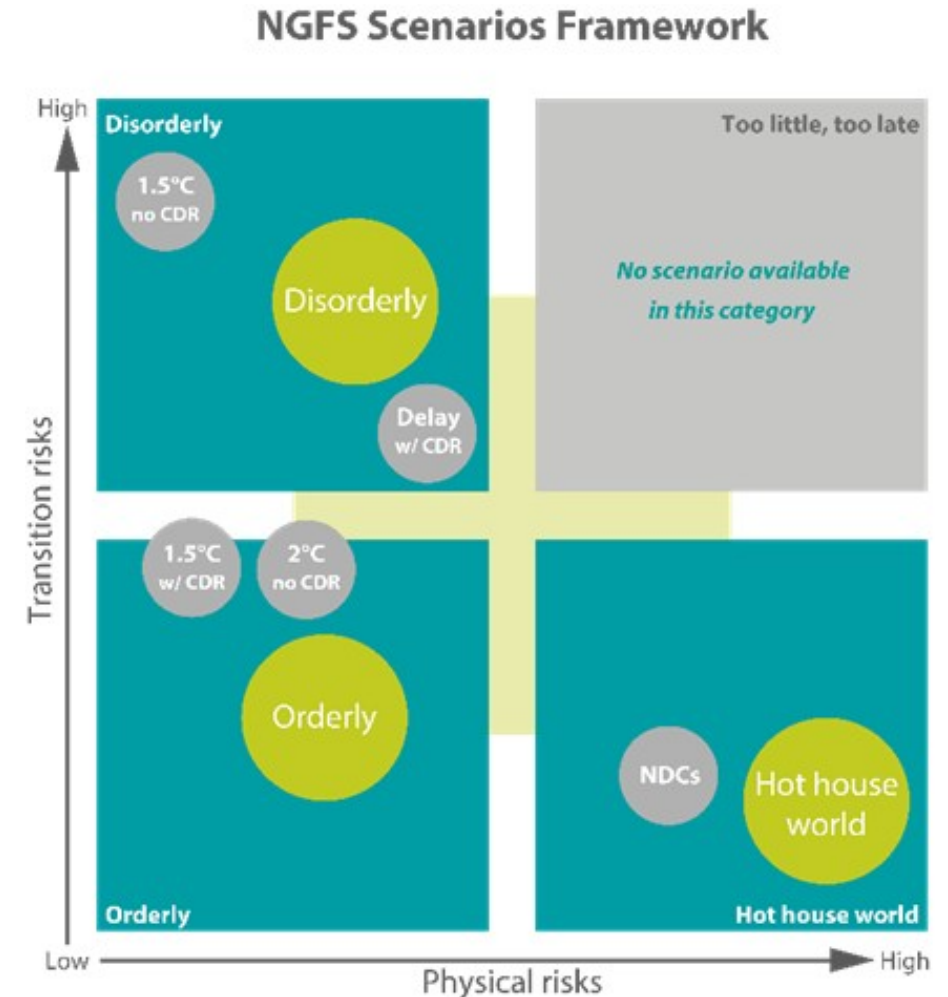 NGFS Scenarios Framework
High
Disorderly
Too little, too late
1.5°C
no CDR
Disorderly
No scenario available
in this category
Delay
w/ CDR
Transition risks
1.5°C
w/ CDR
2°C
no CDR
Orderly
NDCs
Hot house
world
Orderly
Hot house world
Low
Physical risks
High